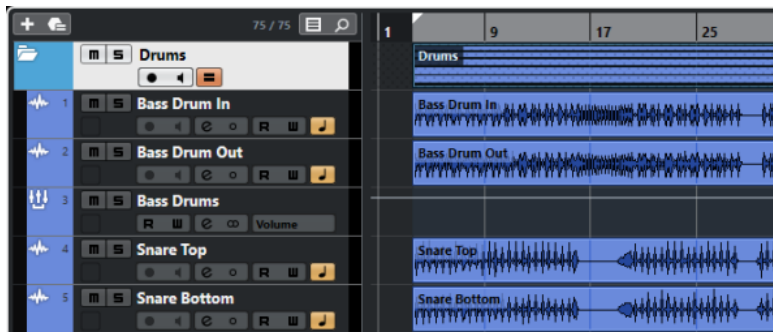 75 / 75
1 9 17 25
m S Drums
Drums
1 m S Bass Drum In
Bass Drum In
e R W
2 m S Bass Drum Out
Bass Drum Out
e R W
3 m S Bass Drums
R W e Volume
4 m S Snare Top
Snare Top
e R W
5 m S Snare Bottom
Snare Bottom
e R W